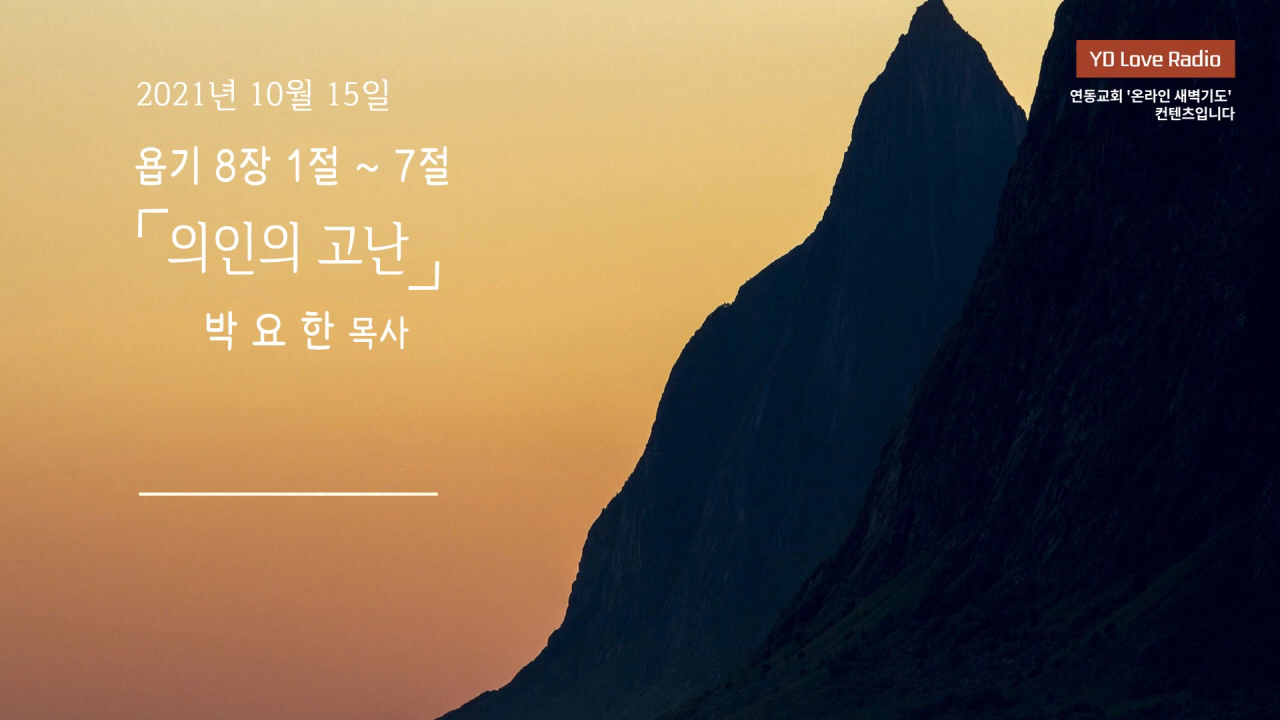 2021년 10월 15일
욥기 8장 1절 ~ 7절
「의인의 고난」
박 요 한 목사
YD Love Radio
연동교회 '온라인 새벽기도'
컨텐츠입니다